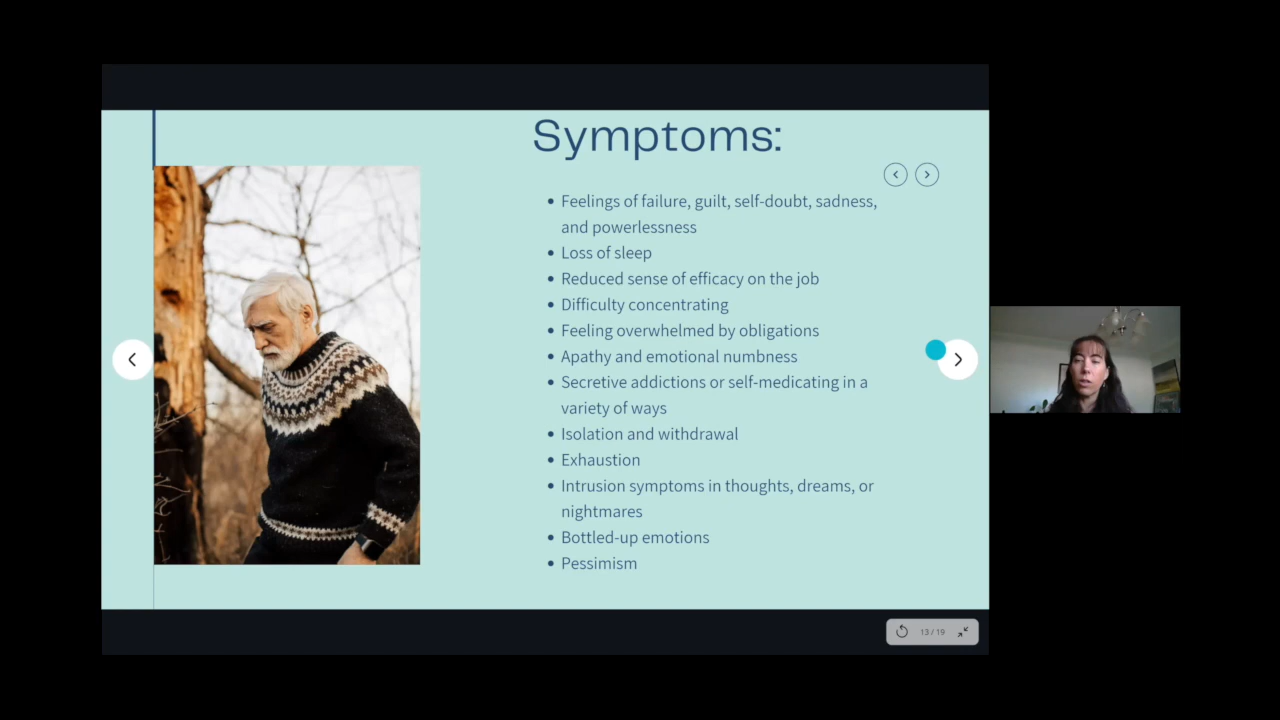 Symptoms:
• Feelings of failure, guilt, self-doubt, sadness,
and powerlessness
• Loss of sleep
• Reduced sense of efficacy on the job
• Difficulty concentrating
• Feeling overwhelmed by obligations
• Apathy and emotional numbness
• Secretive addictions or self-medicating in a
variety of ways
• Isolation and withdrawal
• Exhaustion
• Intrusion symptoms in thoughts, dreams, or
nightmares
• Bottled-up emotions
• Pessimism
13 / 19